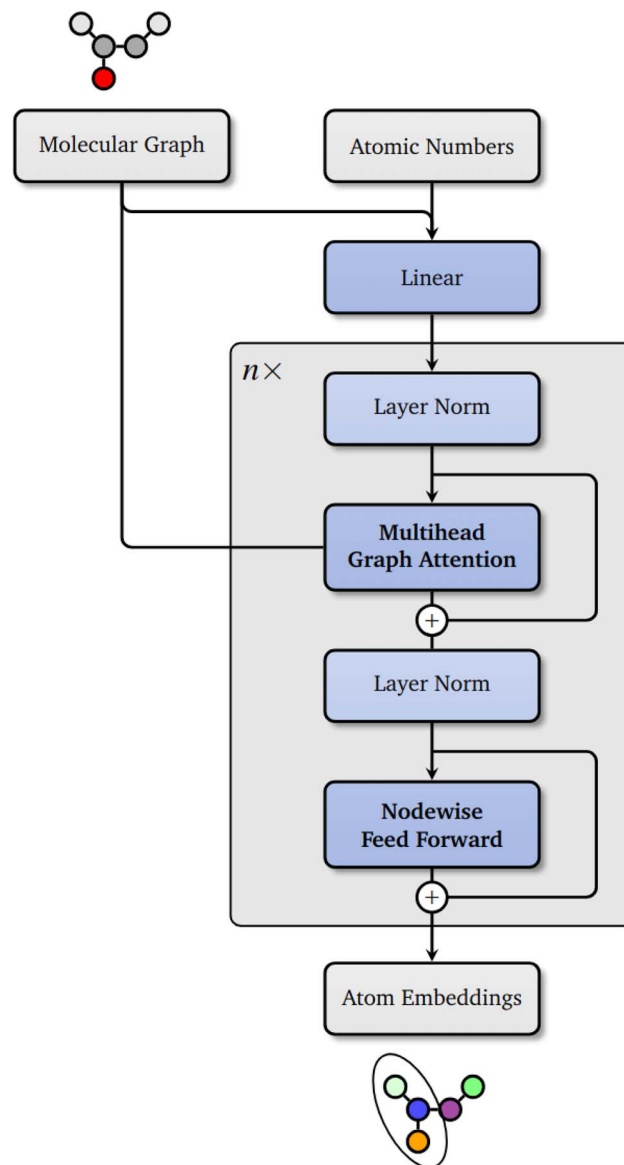 Molecular Graph
Atomic Numbers
Linear
n×
Layer Norm
Multihead
Graph Attention
+
Layer Norm
Nodewise
Feed Forward
+
Atom Embeddings